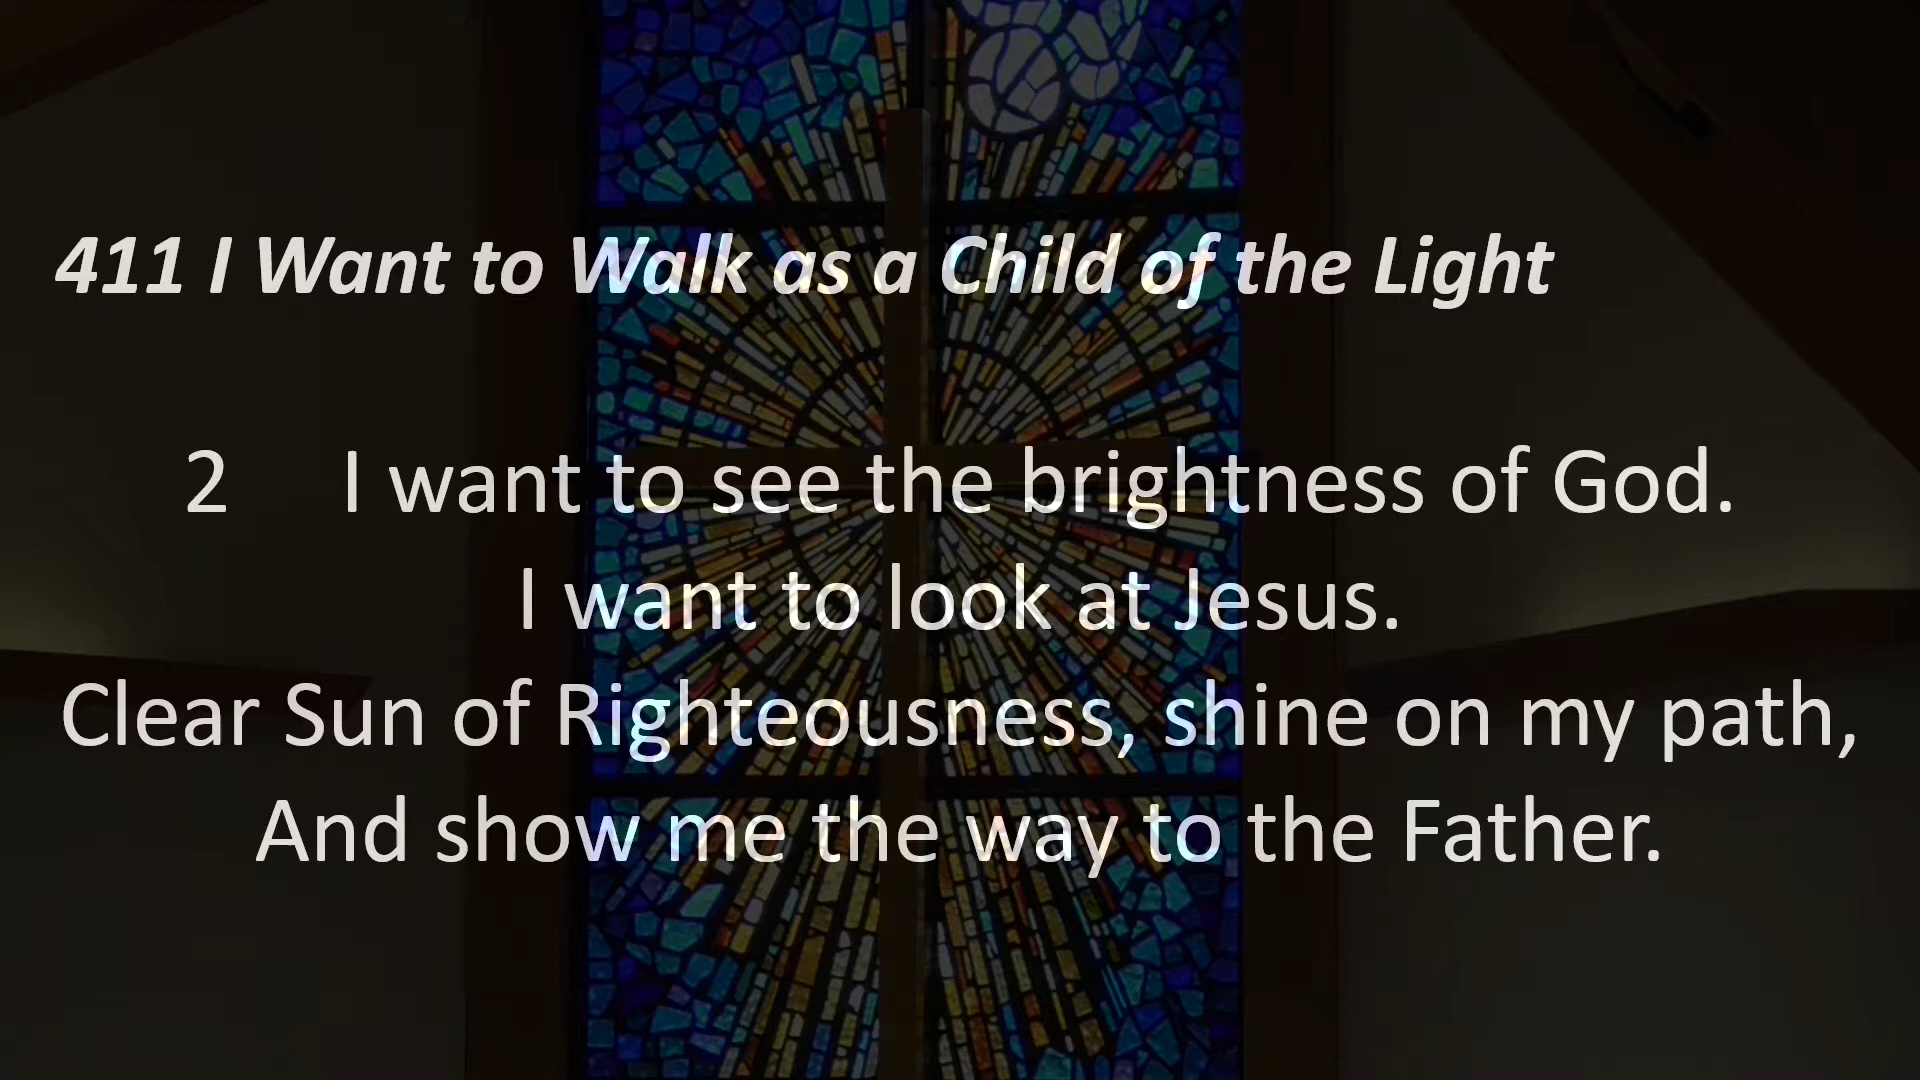 411 I Want to Walk as a Child of the Light
2 I want to see the brightness of God.
I want to look at Jesus.
Clear Sun of Righteousness, shine on my path,
And show me the way to the Father.